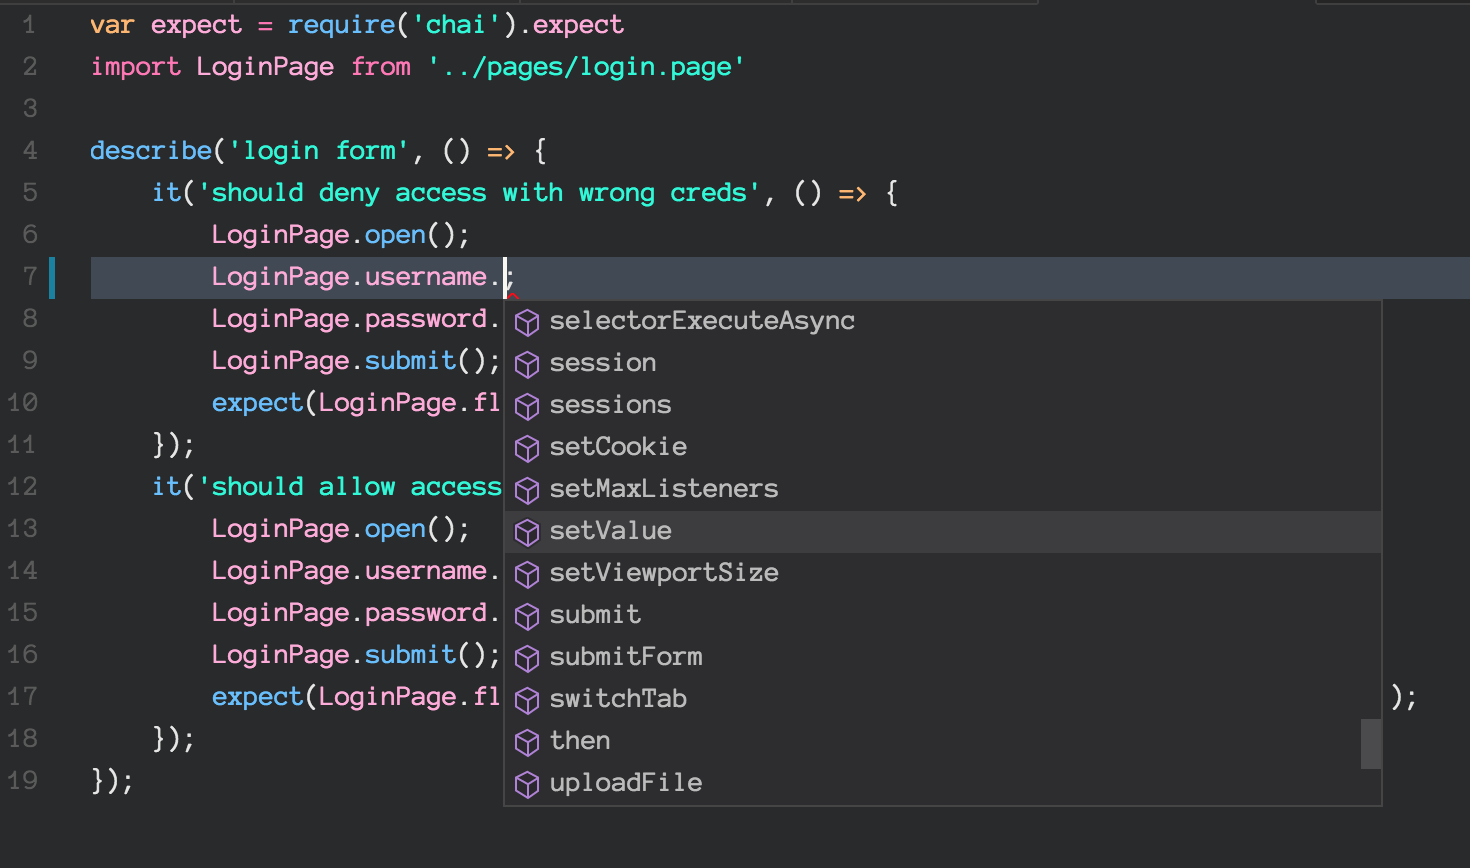 1 var expect = require('chai').expect
2 import LoginPage from '../pages/login.page'
3
4 describe('login form', () => {
5 it('should deny access with wrong creds', () => {
6 LoginPage.open();
7 LoginPage.username.;
8 LoginPage.password.
9 LoginPage.submit();
10 expect(LoginPage.fl
11 });
12 it('should allow access
13 LoginPage.open();
14 LoginPage.username.
15 LoginPage.password.
16 LoginPage.submit();
17 expect(LoginPage.fl );
18 });
19 });
selectorExecuteAsync
session
sessions
setCookie
setMaxListeners
setValue
setViewportSize
submit
submitForm
switchTab
then
uploadFile